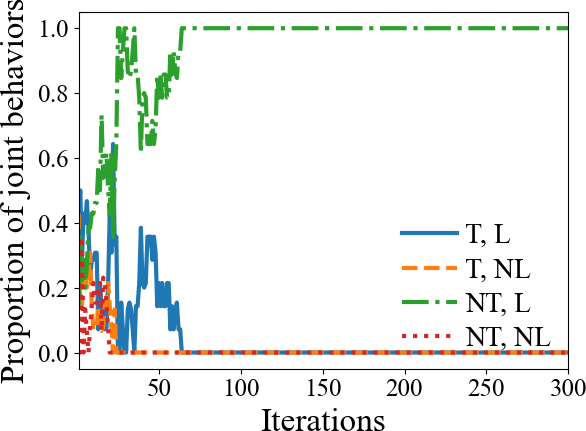 Proportion of joint behaviors
1.0
0.8
0.6
0.4
0.2
0.0
T, L
T, NL
NT, L
NT, NL
50 100 150 200 250 300
Iterations